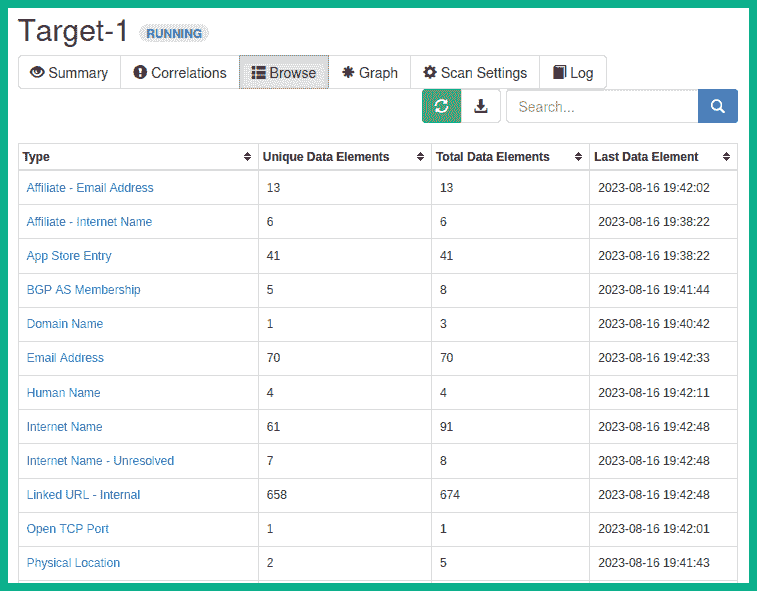 Target-1 RUNNING
Summary Correlations Browse Graph Scan Settings Log
Search...
Type Unique Data Elements Total Data Elements Last Data Element
Affiliate - Email Address 13 13 2023-08-16 19:42:02
Affiliate - Internet Name 6 6 2023-08-16 19:38:22
App Store Entry 41 41 2023-08-16 19:38:22
BGP AS Membership 5 8 2023-08-16 19:41:44
Domain Name 1 3 2023-08-16 19:40:42
Email Address 70 70 2023-08-16 19:42:33
Human Name 4 4 2023-08-16 19:42:11
Internet Name 61 91 2023-08-16 19:42:48
Internet Name - Unresolved 7 8 2023-08-16 19:42:48
Linked URL - Internal 658 674 2023-08-16 19:42:48
Open TCP Port 1 1 2023-08-16 19:42:01
Physical Location 2 5 2023-08-16 19:41:43